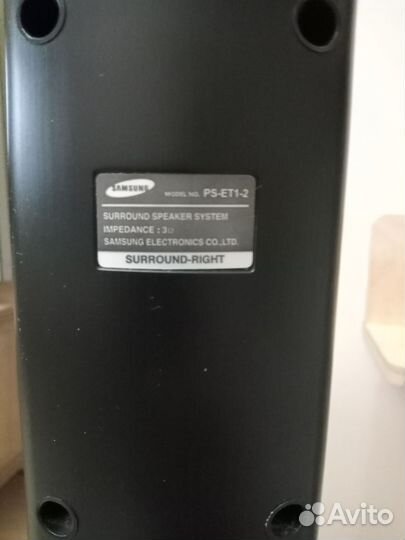 SAMSUNG MODEL NO. PS-ET1-2
SURROUND SPEAKER SYSTEM
IMPEDANCE : 3Ω
SAMSUNG ELECTRONICS CO.,LTD.
SURROUND-RIGHT
Avito